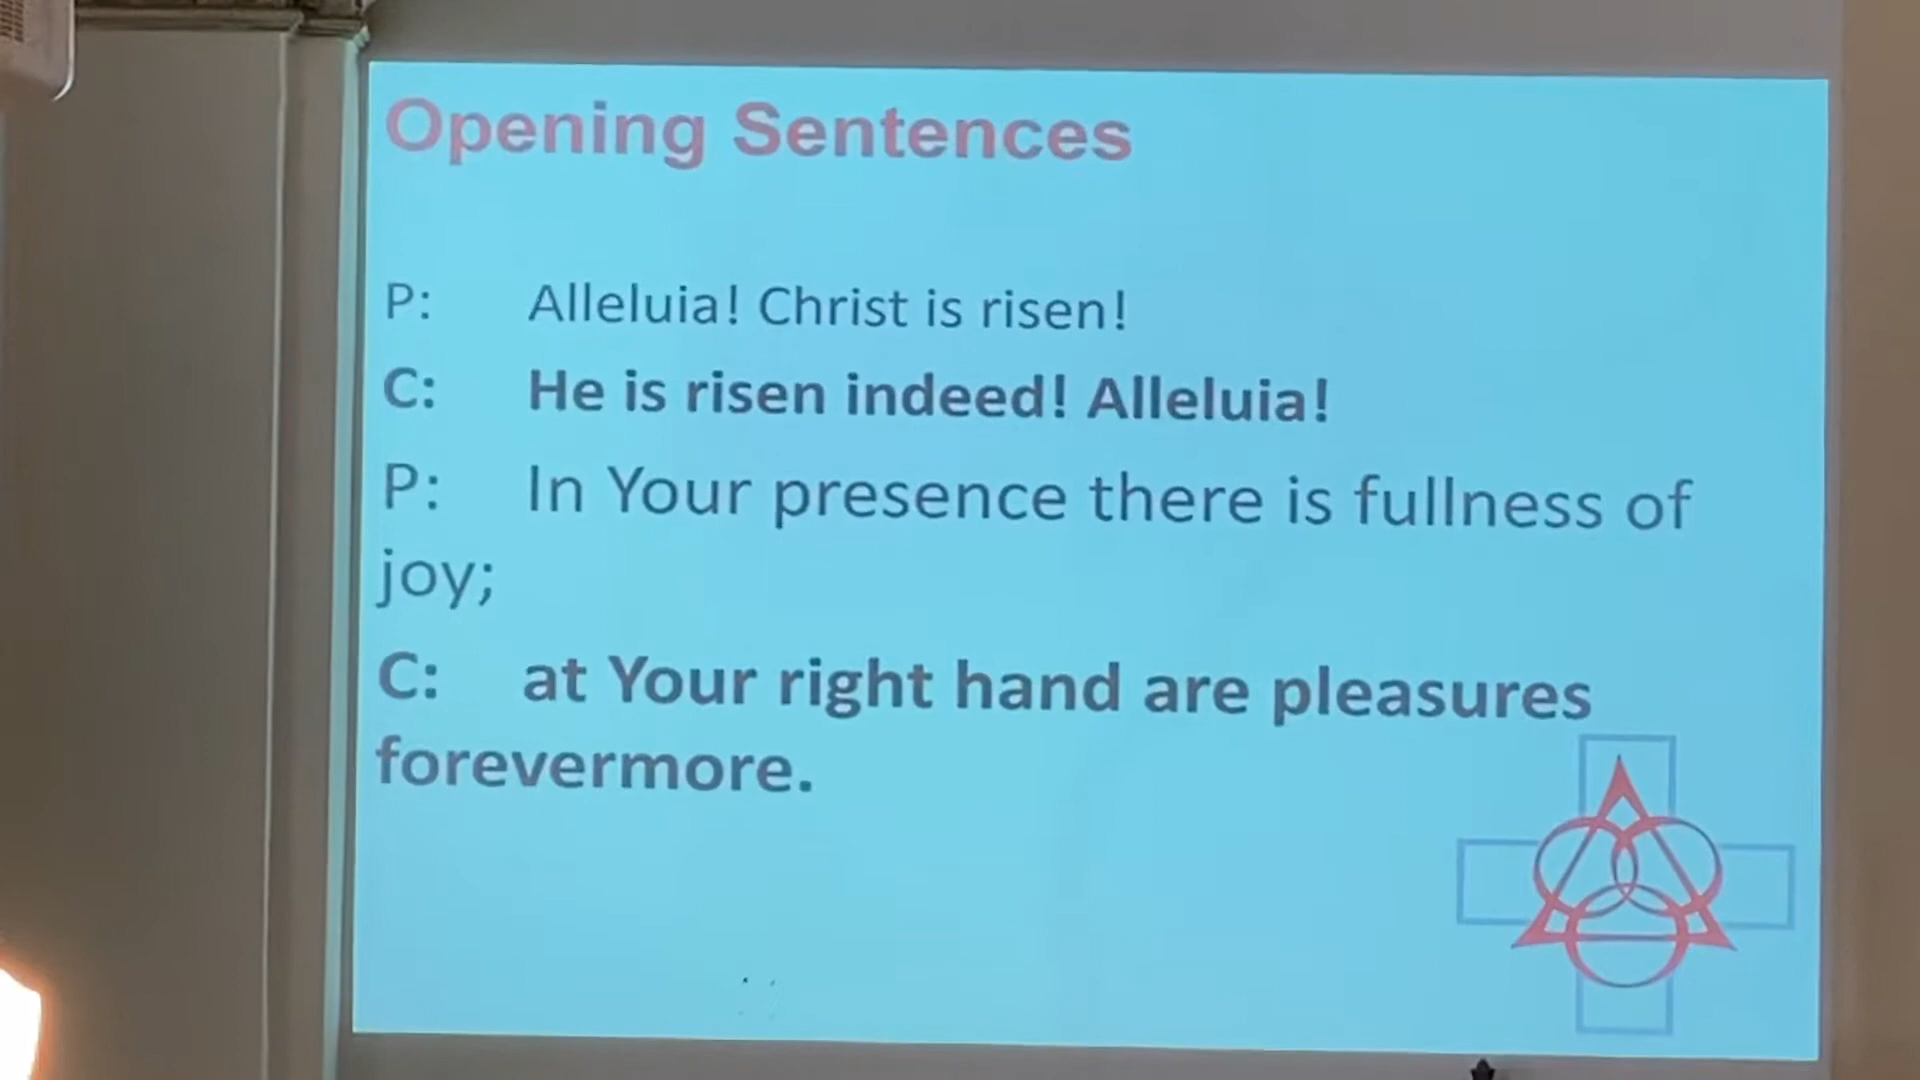 Opening Sentences
P: Alleluia! Christ is risen!
C: He is risen indeed! Alleluia!
P: In Your presence there is fullness of
joy;
C: at Your right hand are pleasures
forevermore.